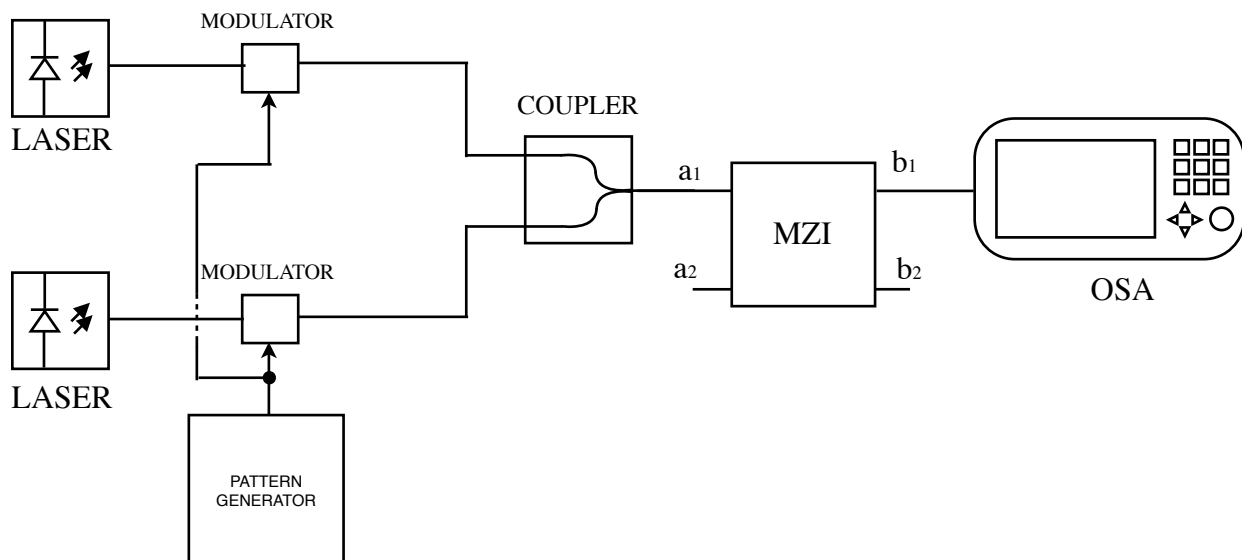 MODULATOR
LASER
COUPLER
a1
b1
MZI
a2
b2
OSA
MODULATOR
LASER
PATTERN
GENERATOR